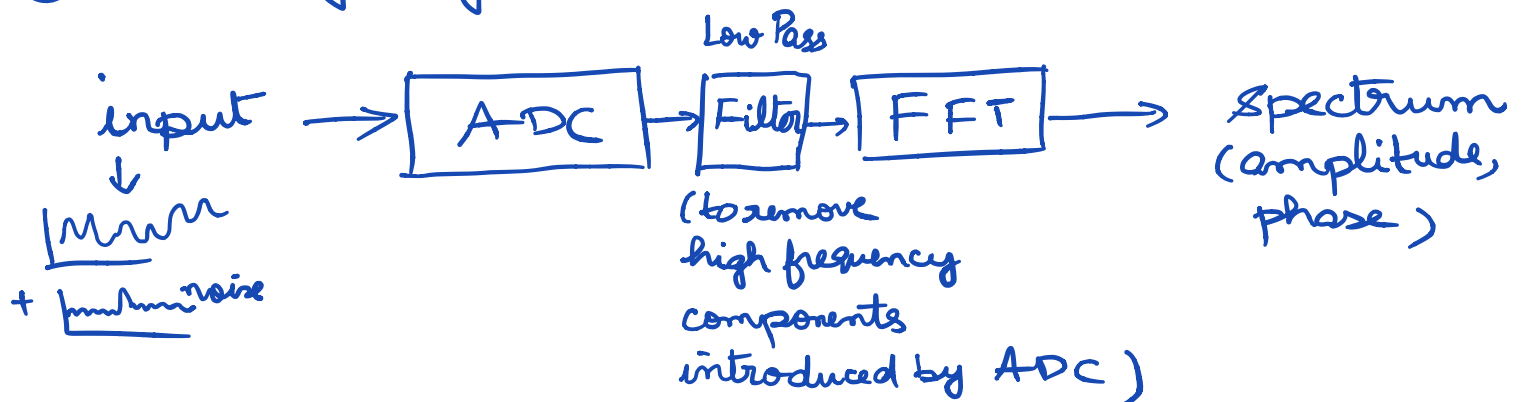 Low Pass
input
ADC
Filter
FFT
spectrum
(amplitude,
phase)
(to remove
high frequency
components
introduced by ADC)
+
noise